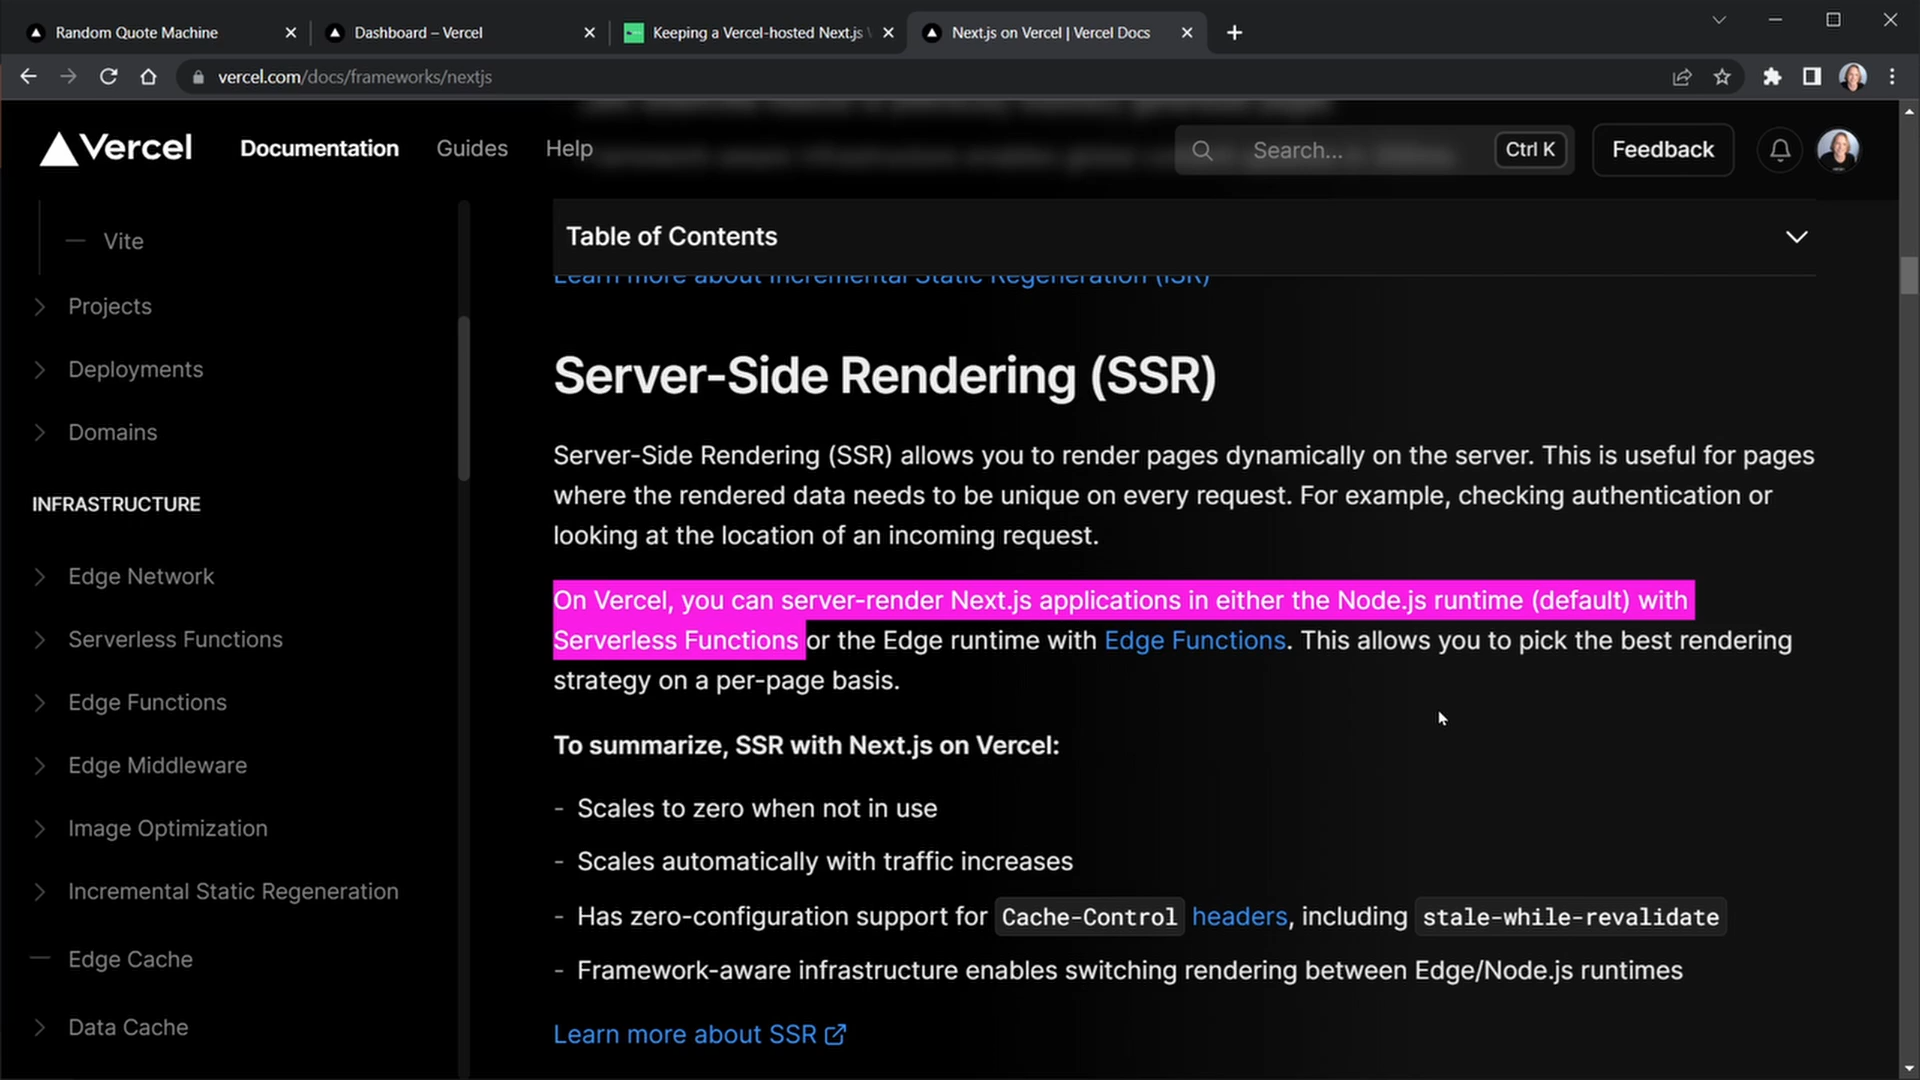 Random Quote Machine
Dashboard – Vercel
Keeping a Vercel-hosted Next.js
Next.js on Vercel | Vercel Docs
vercel.com/docs/frameworks/nextjs
Vercel
Documentation
Guides
Help
Search...
Ctrl K
Feedback
Vite
Projects
Deployments
Domains
INFRASTRUCTURE
Edge Network
Serverless Functions
Edge Functions
Edge Middleware
Image Optimization
Incremental Static Regeneration
Edge Cache
Data Cache
Table of Contents
Learn more about Incremental Static Regeneration (ISR)
Server-Side Rendering (SSR)
Server-Side Rendering (SSR) allows you to render pages dynamically on the server. This is useful for pages
where the rendered data needs to be unique on every request. For example, checking authentication or
looking at the location of an incoming request.
On Vercel, you can server-render Next.js applications in either the Node.js runtime (default) with
Serverless Functions or the Edge runtime with Edge Functions. This allows you to pick the best rendering
strategy on a per-page basis.
To summarize, SSR with Next.js on Vercel:
- Scales to zero when not in use
- Scales automatically with traffic increases
- Has zero-configuration support for Cache-Control headers, including stale-while-revalidate
- Framework-aware infrastructure enables switching rendering between Edge/Node.js runtimes
Learn more about SSR